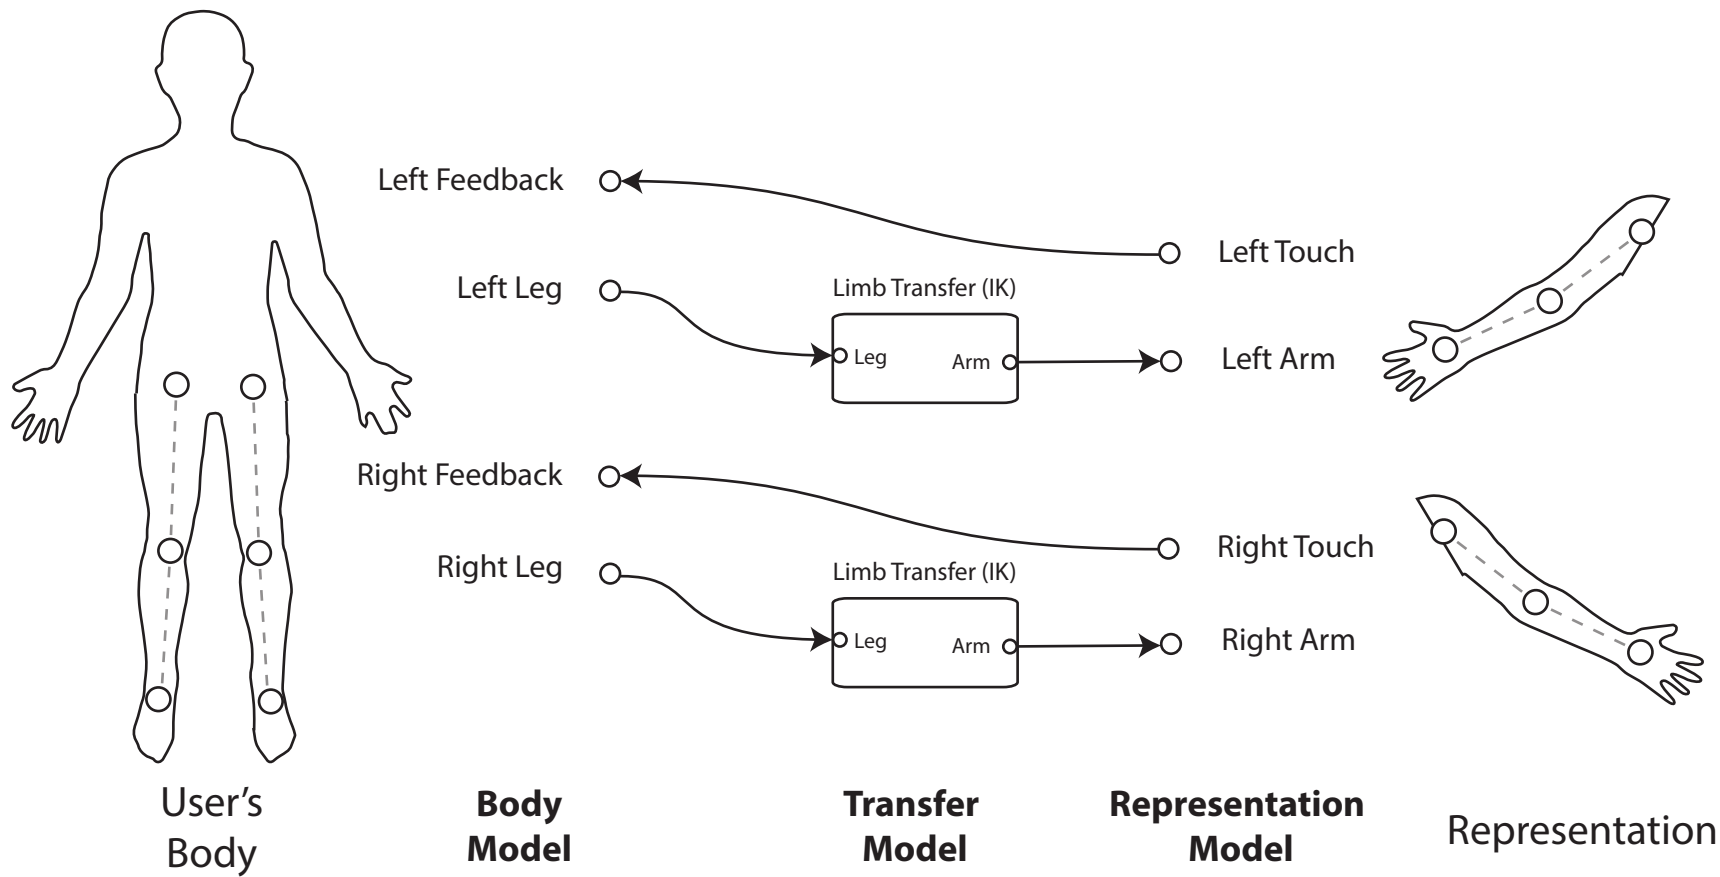 Left Feedback
Left Touch
Left Leg
Limb Transfer (IK)
Leg
Arm
Left Arm
Right Feedback
Right Touch
Right Leg
Limb Transfer (IK)
Leg
Arm
Right Arm
User's
Body
Body
Model
Transfer
Model
Representation
Model
Representation